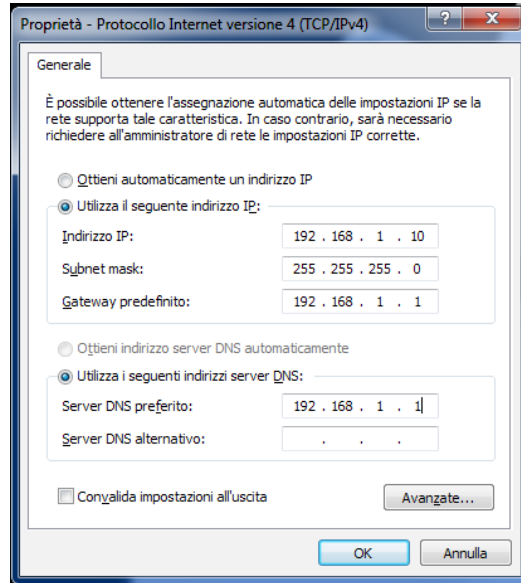 Proprietà - Protocollo Internet versione 4 (TCP/IPv4)
Generale
È possibile ottenere l'assegnazione automatica delle impostazioni IP se la
rete supporta tale caratteristica. In caso contrario, sarà necessario
richiedere all'amministratore di rete le impostazioni IP corrette.
Ottieni automaticamente un indirizzo IP
Utilizza il seguente indirizzo IP:
Indirizzo IP: 192 . 168 . 1 . 10
Subnet mask: 255 . 255 . 255 . 0
Gateway predefinito: 192 . 168 . 1 . 1
Ottieni indirizzo server DNS automaticamente
Utilizza i seguenti indirizzi server DNS:
Server DNS preferito: 192 . 168 . 1 . 1
Server DNS alternativo: . . .
Convalida impostazioni all'uscita
Avanzate...
OK Annulla